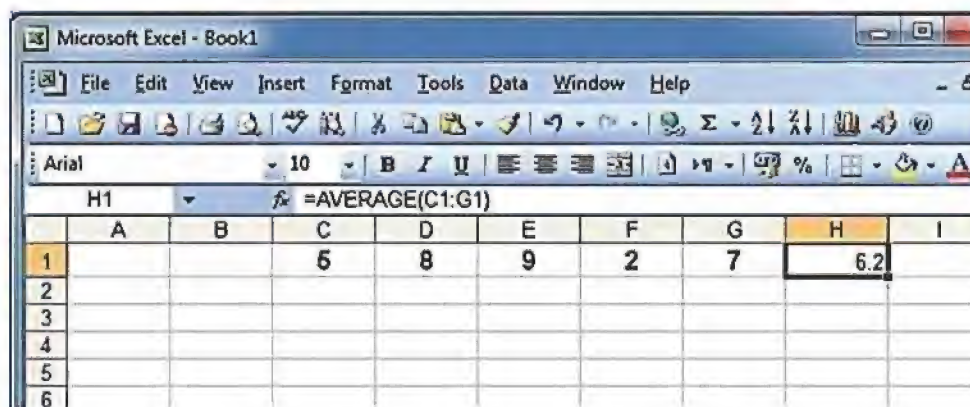 Microsoft Excel - Book1
File Edit View Insert Format Tools Data Window Help
Arial 10 B I U % A
H1 fx =AVERAGE(C1:G1)
A B C D E F G H I
1 5 8 9 2 7 6.2
2
3
4
5
6